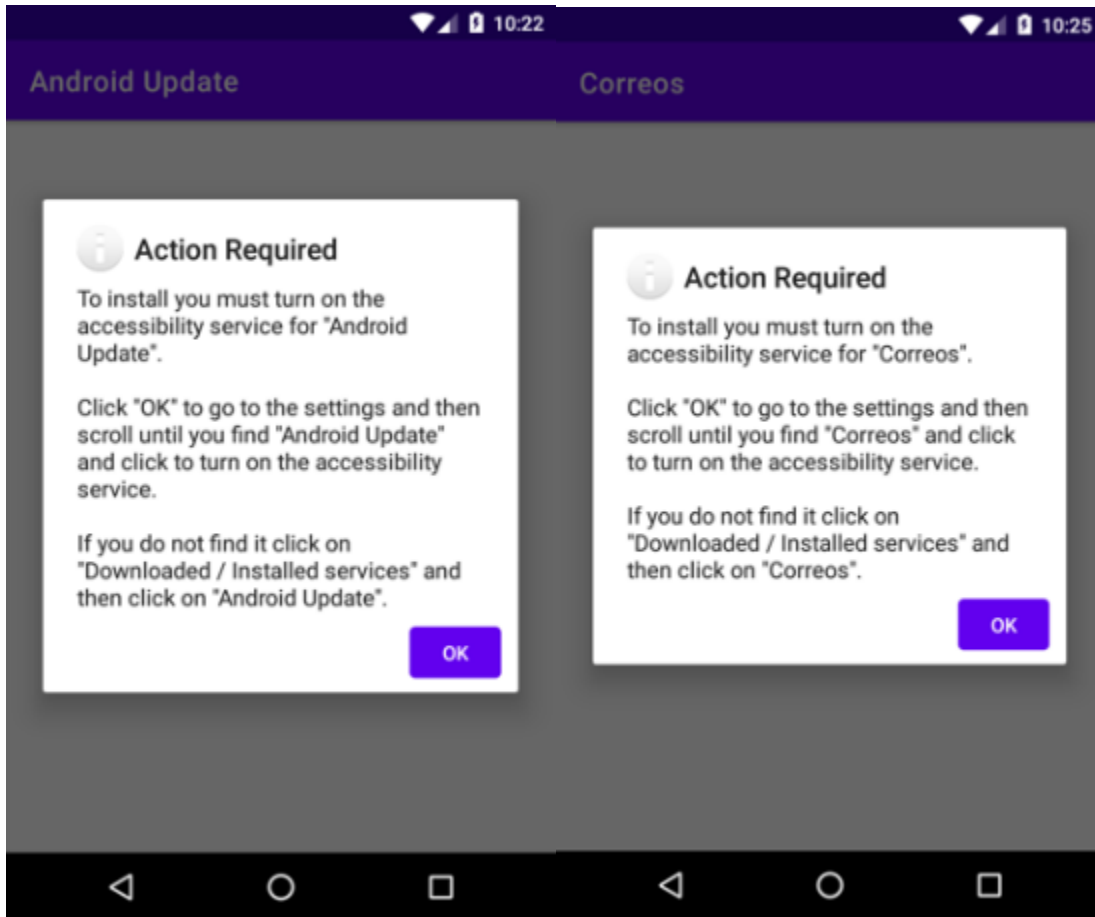 10:22
Android Update
Action Required
To install you must turn on the
accessibility service for "Android
Update".
Click "OK" to go to the settings and then
scroll until you find "Android Update"
and click to turn on the accessibility
service.
If you do not find it click on
"Downloaded / Installed services" and
then click on "Android Update".
OK
10:25
Correos
Action Required
To install you must turn on the
accessibility service for "Correos".
Click "OK" to go to the settings and then
scroll until you find "Correos" and click
to turn on the accessibility service.
If you do not find it click on
"Downloaded / Installed services" and
then click on "Correos".
OK